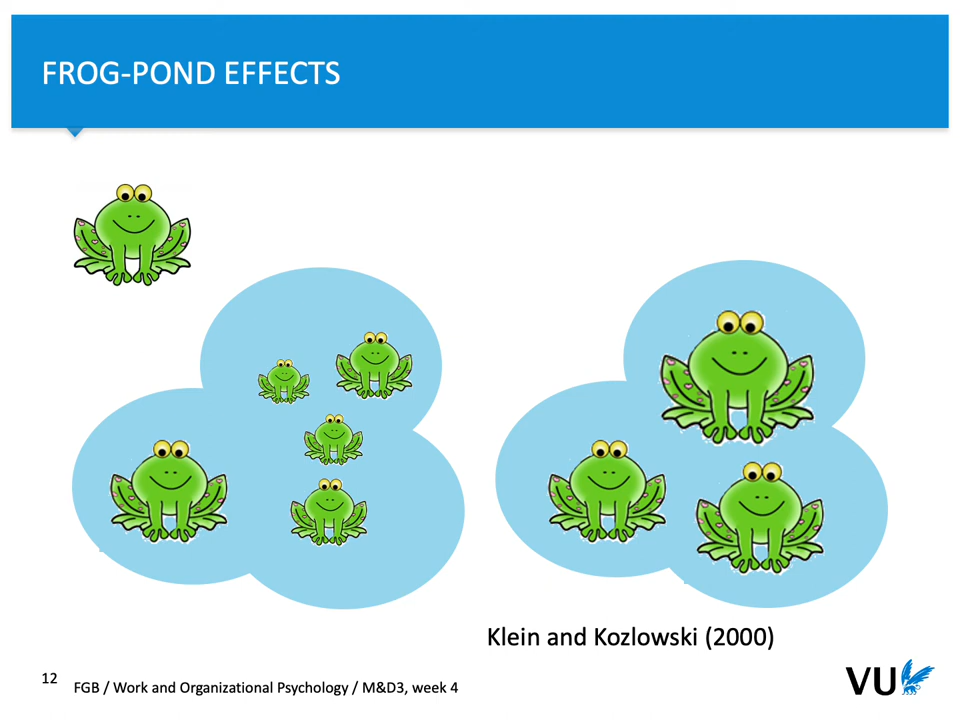 FROG-POND EFFECTS
Klein and Kozlowski (2000)
12
FGB / Work and Organizational Psychology / M&D3, week 4
VU